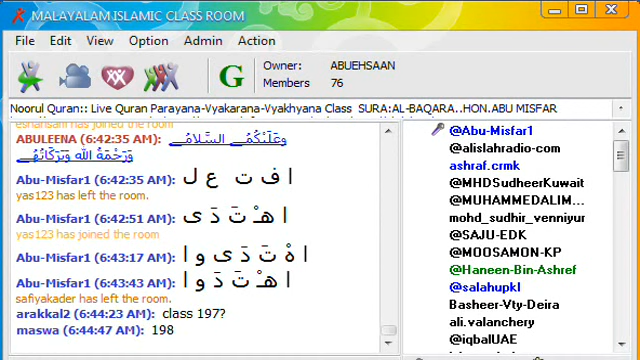 MALAYALAM ISLAMIC CLASS ROOM
File Edit View Option Admin Action
G Owner: ABUEHSAAN
Members 76
Noorul Quran:: Live Quran Parayana-Vyakarana-Vyakhyana Class SURA:AL-BAQARA..HON.ABU MISFAR
eshansam has joined the room
ABULEENA (6:42:35 AM): وَعَلَيْكُمُ السَّلَامُ
وَرَحْمَةُ اللهِ وَبَرَكَاتُهُ
Abu-Misfar1 (6:42:35 AM): ا ف ت ع ل
yas123 has left the room.
Abu-Misfar1 (6:42:51 AM): ا هْ تَ دَ ى
yas123 has joined the room
Abu-Misfar1 (6:43:17 AM): ا هْ تَ دَ ى و ا
Abu-Misfar1 (6:43:43 AM): ا هْ تَ دَ و ا
safiyakader has left the room.
arakkal2 (6:44:23 AM): class 197?
maswa (6:44:47 AM): 198
@Abu-Misfar1
@alislahradio-com
ashraf.crmk
@MHDSudheerKuwait
@MUHAMMEDALIM...
mohd_sudhir_venniyur
@SAJU-EDK
@MOOSAMON-KP
@Haneen-Bin-Ashref
@salahupkl
Basheer-Vty-Deira
ali.valanchery
@iqbalUAE